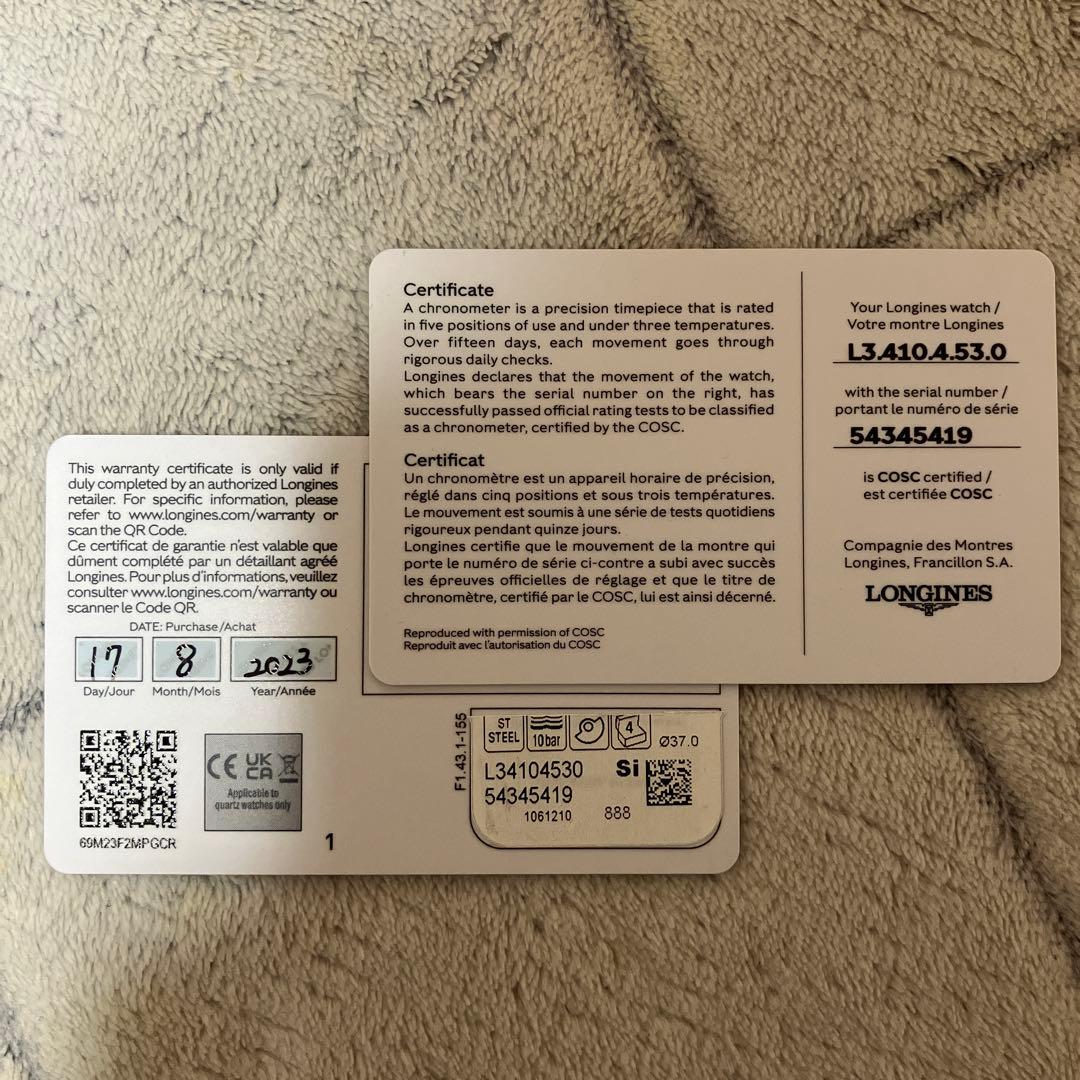 Certificate
A chronometer is a precision timepiece that is rated
in five positions of use and under three temperatures.
Over fifteen days, each movement goes through
rigorous daily checks.
Longines declares that the movement of the watch,
which bears the serial number on the right, has
successfully passed official rating tests to be classified
as a chronometer, certified by the COSC.
Certificat
Un chronomètre est un appareil horaire de précision,
réglé dans cinq positions et sous trois températures.
Le mouvement est soumis à une série de tests quotidiens
rigoureux pendant quinze jours.
Longines certifie que le mouvement de la montre qui
porte le numéro de série ci-contre a subi avec succès
les épreuves officielles de réglage et que le titre de
chronomètre, certifié par le COSC, lui est ainsi décerné.
Reproduced with permission of COSC
Reproduit avec l'autorisation du COSC
Your Longines watch /
Votre montre Longines
L3.410.4.53.0
with the serial number /
portant le numéro de série
54345419
is COSC certified /
est certifiée COSC
Compagnie des Montres
Longines, Francillon S.A.
LONGINES
This warranty certificate is only valid if
duly completed by an authorized Longines
retailer. For specific information, please
refer to www.longines.com/warranty or
scan the QR Code.
Ce certificat de garantie n'est valable que
dûment complété par un détaillant agréé
Longines. Pour plus d'informations, veuillez
consulter www.longines.com/warranty ou
scanner le Code QR.
DATE: Purchase/Achat
17 8 2023
Day/Jour Month/Mois Year/Année
69M23F2MPGCR
CE UK CA
Applicable to
quartz watches only
1
F1.43.1-155
ST STEEL 10bar 4 Ø37.0
L34104530 Si
54345419
1061210 888